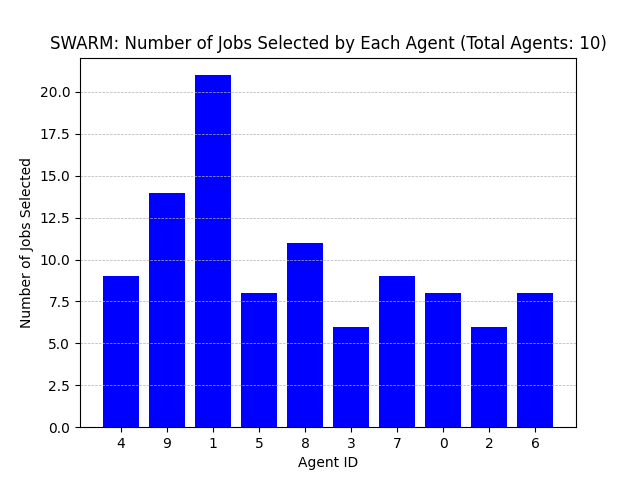 SWARM: Number of Jobs Selected by Each Agent (Total Agents: 10)
Number of Jobs Selected
20.0
17.5
15.0
12.5
10.0
7.5
5.0
2.5
0.0
4 9 1 5 8 3 7 0 2 6
Agent ID